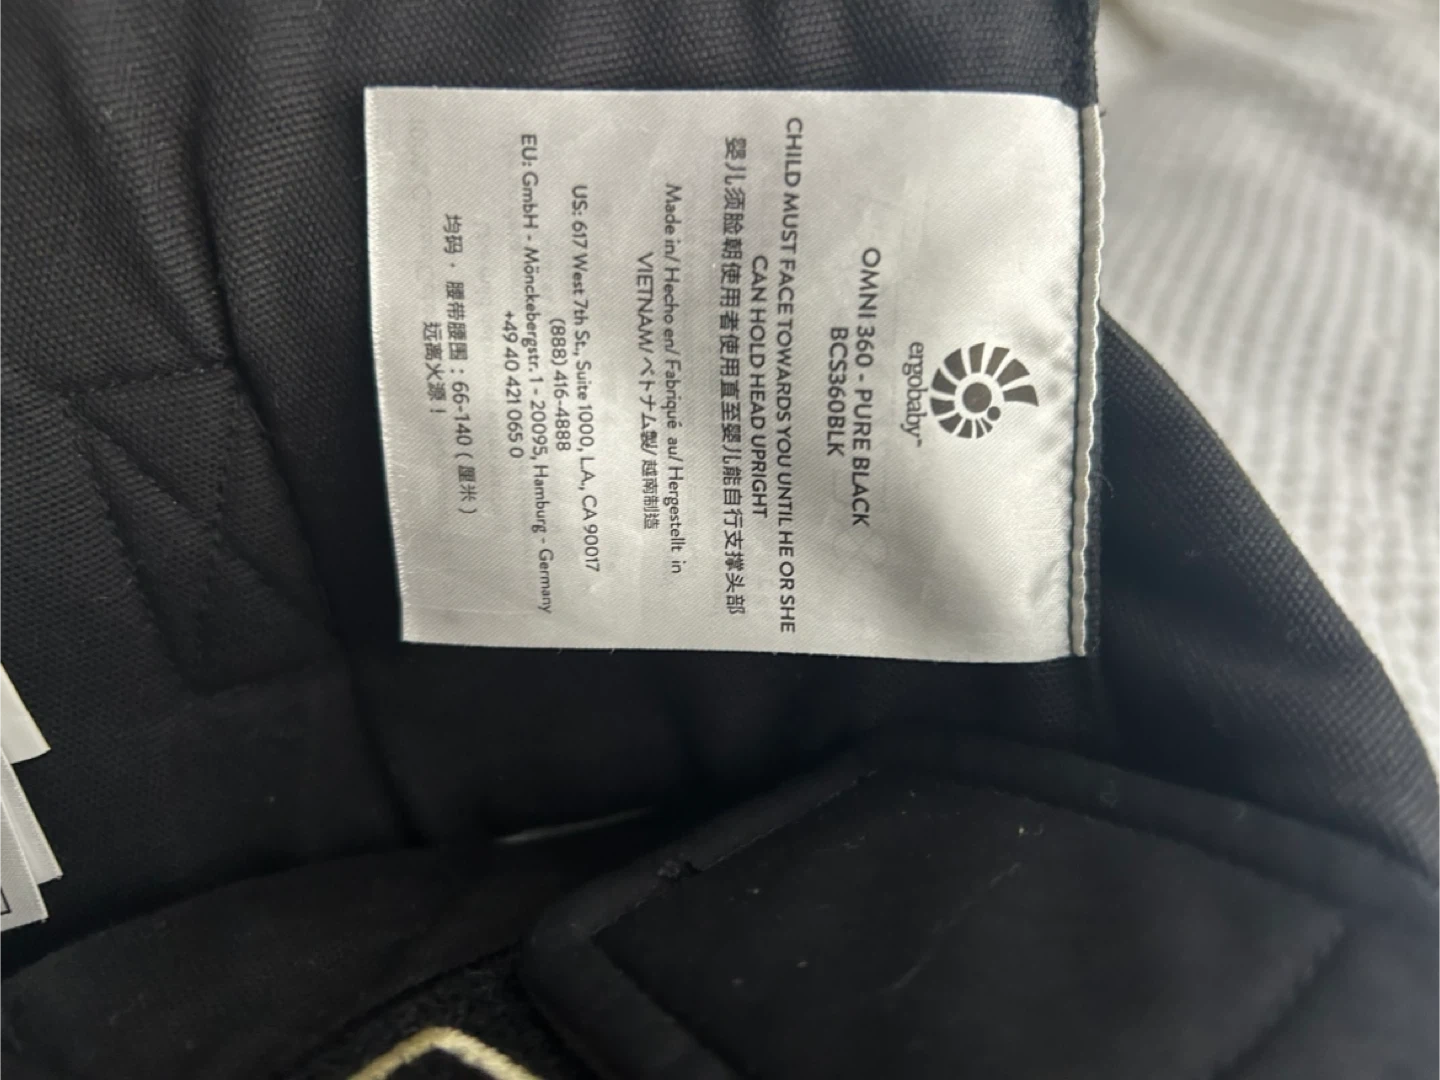 ergobaby™
OMNI 360 - PURE BLACK
BCS360BLK
CHILD MUST FACE TOWARDS YOU UNTIL HE OR SHE
CAN HOLD HEAD UPRIGHT
婴儿须脸朝使用者使用直至婴儿能自行支撑头部
Made in/ Hecho en/ Fabriqué au/ Hergestellt in
VIETNAM/ベトナム製/越南制造
US: 617 West 7th St., Suite 1000, L.A., CA 90017
(888) 416-4888
EU: GmbH - Mönckebergstr. 1 - 20095, Hamburg - Germany
+49 40 421 065 0
均码，腰带腰围：66-140（厘米）
远离火源！